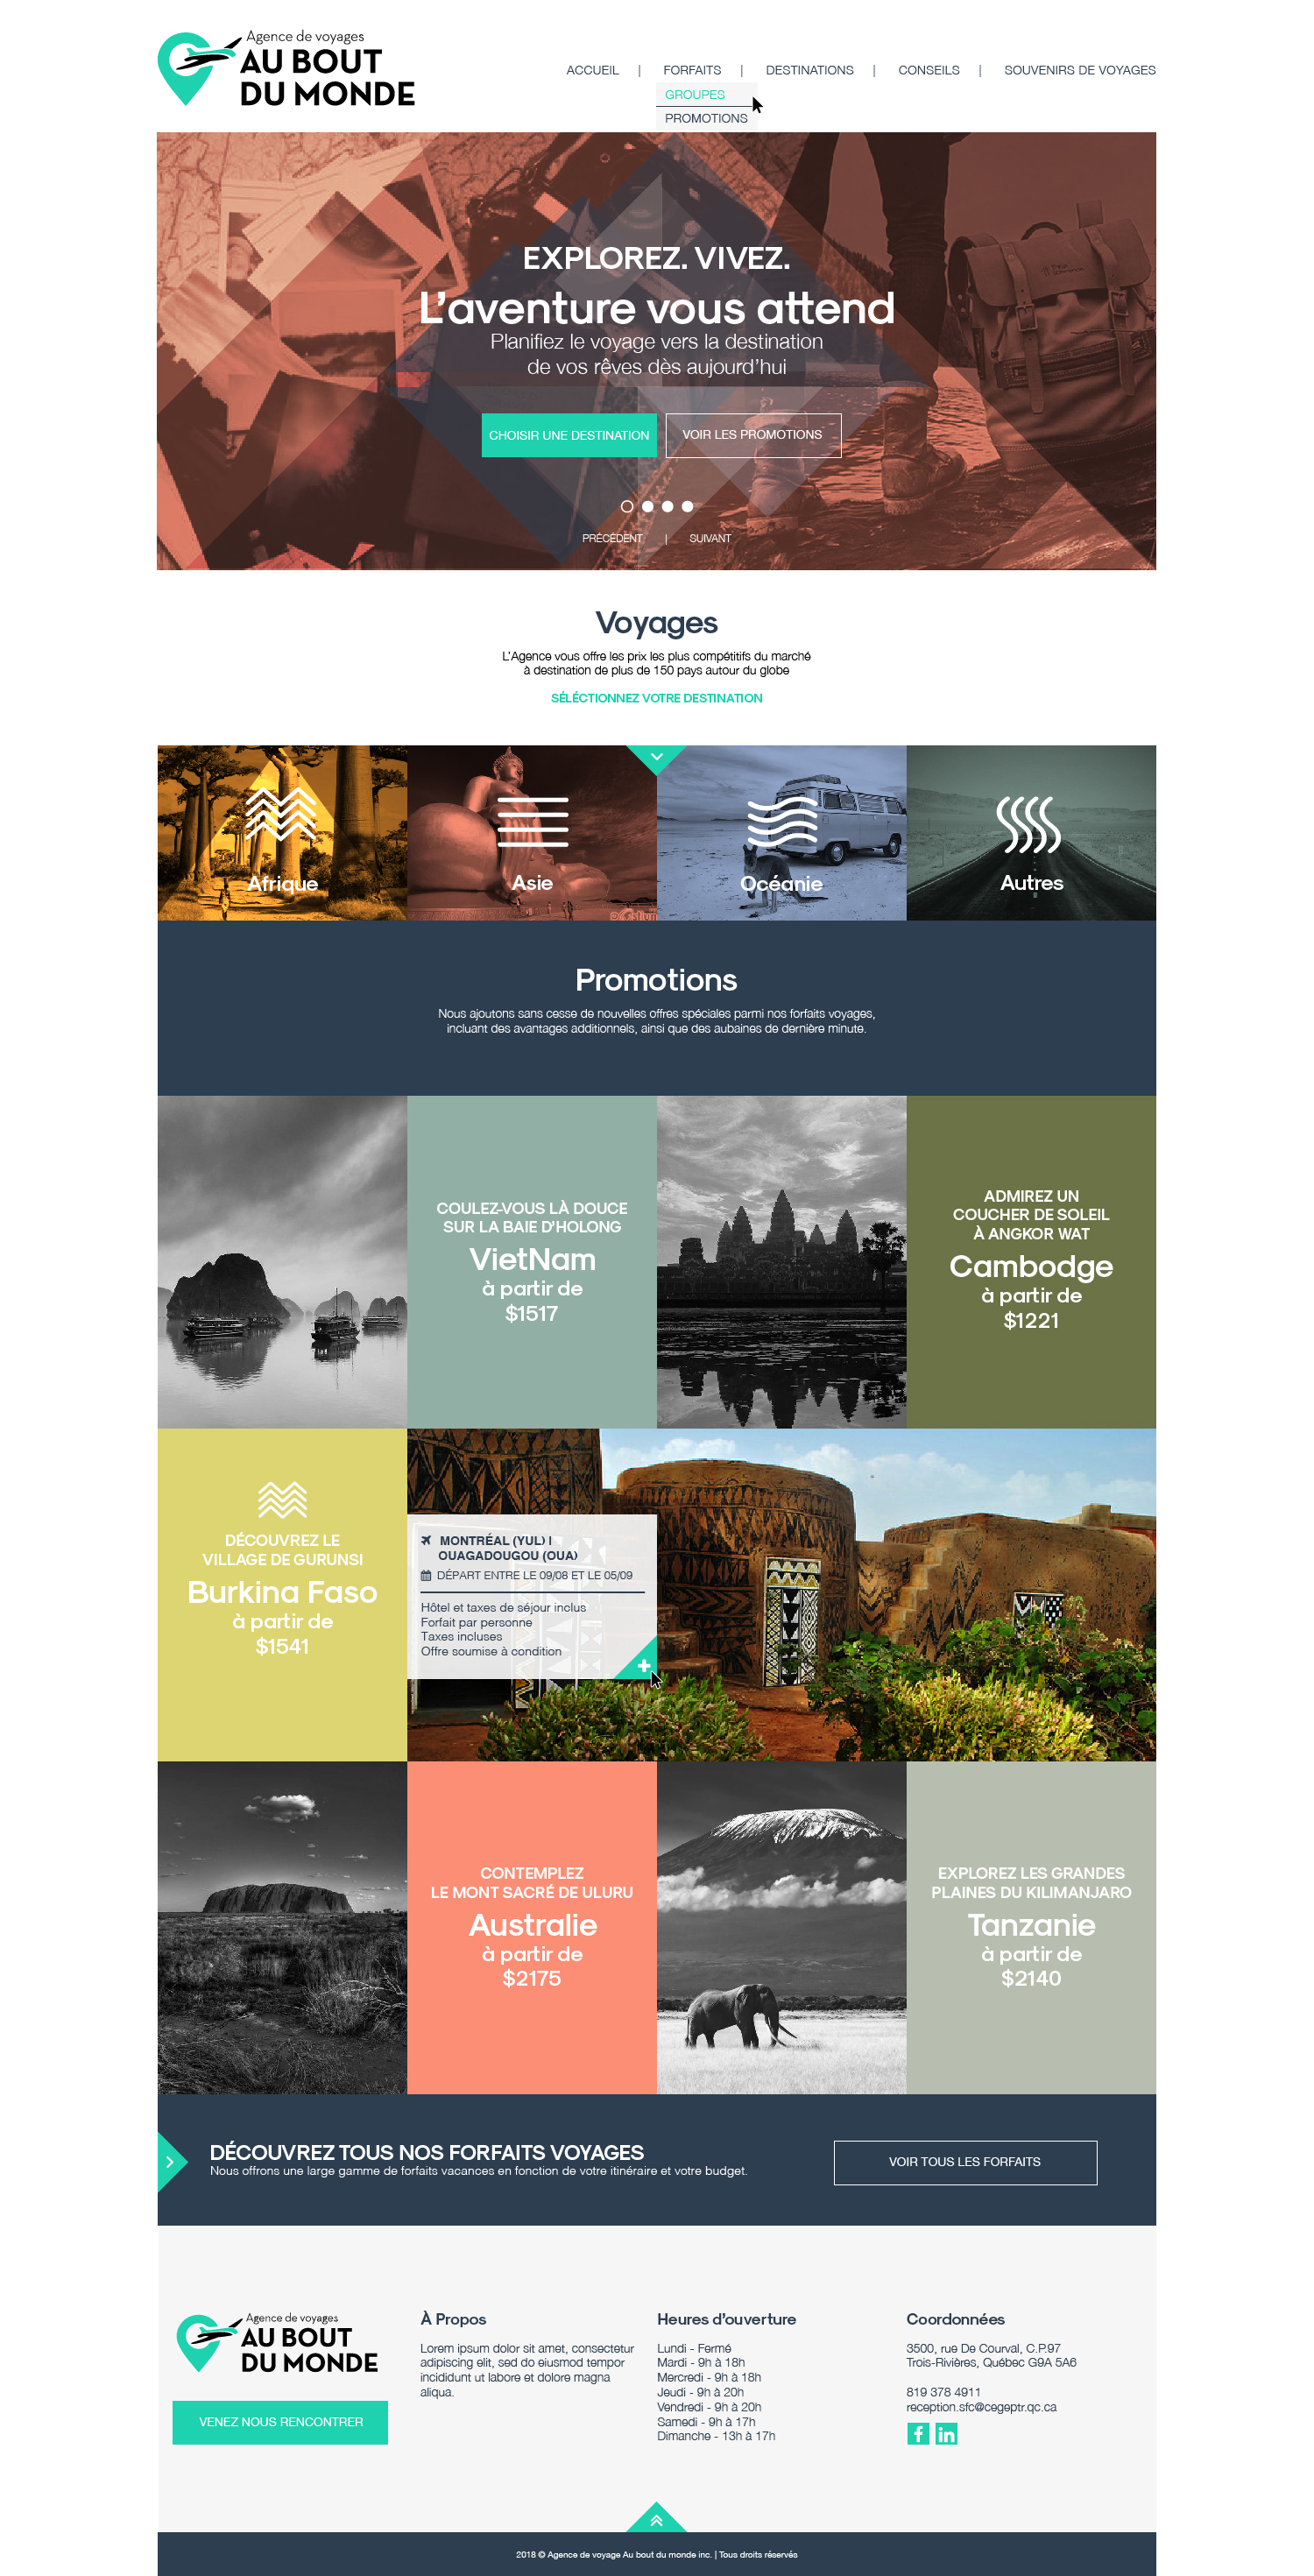 Agence de voyages
AU BOUT
DU MONDE
ACCUEIL | FORFAITS | DESTINATIONS | CONSEILS | SOUVENIRS DE VOYAGES
GROUPES
PROMOTIONS
EXPLOREZ. VIVEZ.
L'aventure vous attend
Planifiez le voyage vers la destination
de vos rêves dès aujourd'hui
CHOISIR UNE DESTINATION
VOIR LES PROMOTIONS
PRÉCÉDENT | SUIVANT
Voyages
L'Agence vous offre les prix les plus compétitifs du marché
à destination de plus de 150 pays autour du globe
SÉLÉCTIONNEZ VOTRE DESTINATION
Afrique
Asie
Océanie
Autres
Promotions
Nous ajoutons sans cesse de nouvelles offres spéciales parmi nos forfaits voyages,
incluant des avantages additionnels, ainsi que des aubaines de dernière minute.
COULEZ-VOUS LÀ DOUCE
SUR LA BAIE D'HOLONG
VietNam
à partir de
$1517
ADMIREZ UN
COUCHER DE SOLEIL
À ANGKOR WAT
Cambodge
à partir de
$1221
DÉCOUVREZ LE
VILLAGE DE GURUNSI
Burkina Faso
à partir de
$1541
MONTRÉAL (YUL) |
OUAGADOUGOU (OUA)
DÉPART ENTRE LE 09/08 ET LE 05/09
Hôtel et taxes de séjour inclus
Forfait par personne
Taxes incluses
Offre soumise à condition
CONTEMPLEZ
LE MONT SACRÉ DE ULURU
Australie
à partir de
$2175
EXPLOREZ LES GRANDES
PLAINES DU KILIMANJARO
Tanzanie
à partir de
$2140
DÉCOUVREZ TOUS NOS FORFAITS VOYAGES
Nous offrons une large gamme de forfaits vacances en fonction de votre itinéraire et votre budget.
VOIR TOUS LES FORFAITS
Agence de voyages
AU BOUT
DU MONDE
VENEZ NOUS RENCONTRER
À Propos
Lorem ipsum dolor sit amet, consectetur
adipiscing elit, sed do eiusmod tempor
incididunt ut labore et dolore magna
aliqua.
Heures d'ouverture
Lundi - Fermé
Mardi - 9h à 18h
Mercredi - 9h à 18h
Jeudi - 9h à 20h
Vendredi - 9h à 20h
Samedi - 9h à 17h
Dimanche - 13h à 17h
Coordonnées
3500, rue De Courval, C.P.97
Trois-Rivières, Québec G9A 5A6
819 378 4911
reception.sfc@cegeptr.qc.ca
2018 © Agence de voyage Au bout du monde inc. | Tous droits réservés